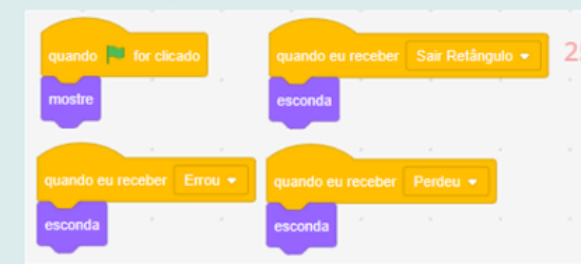 quando for clicado
mostre
quando eu receber Sair Retângulo
esconda
25
quando eu receber Errou
esconda
quando eu receber Perdeu
esconda